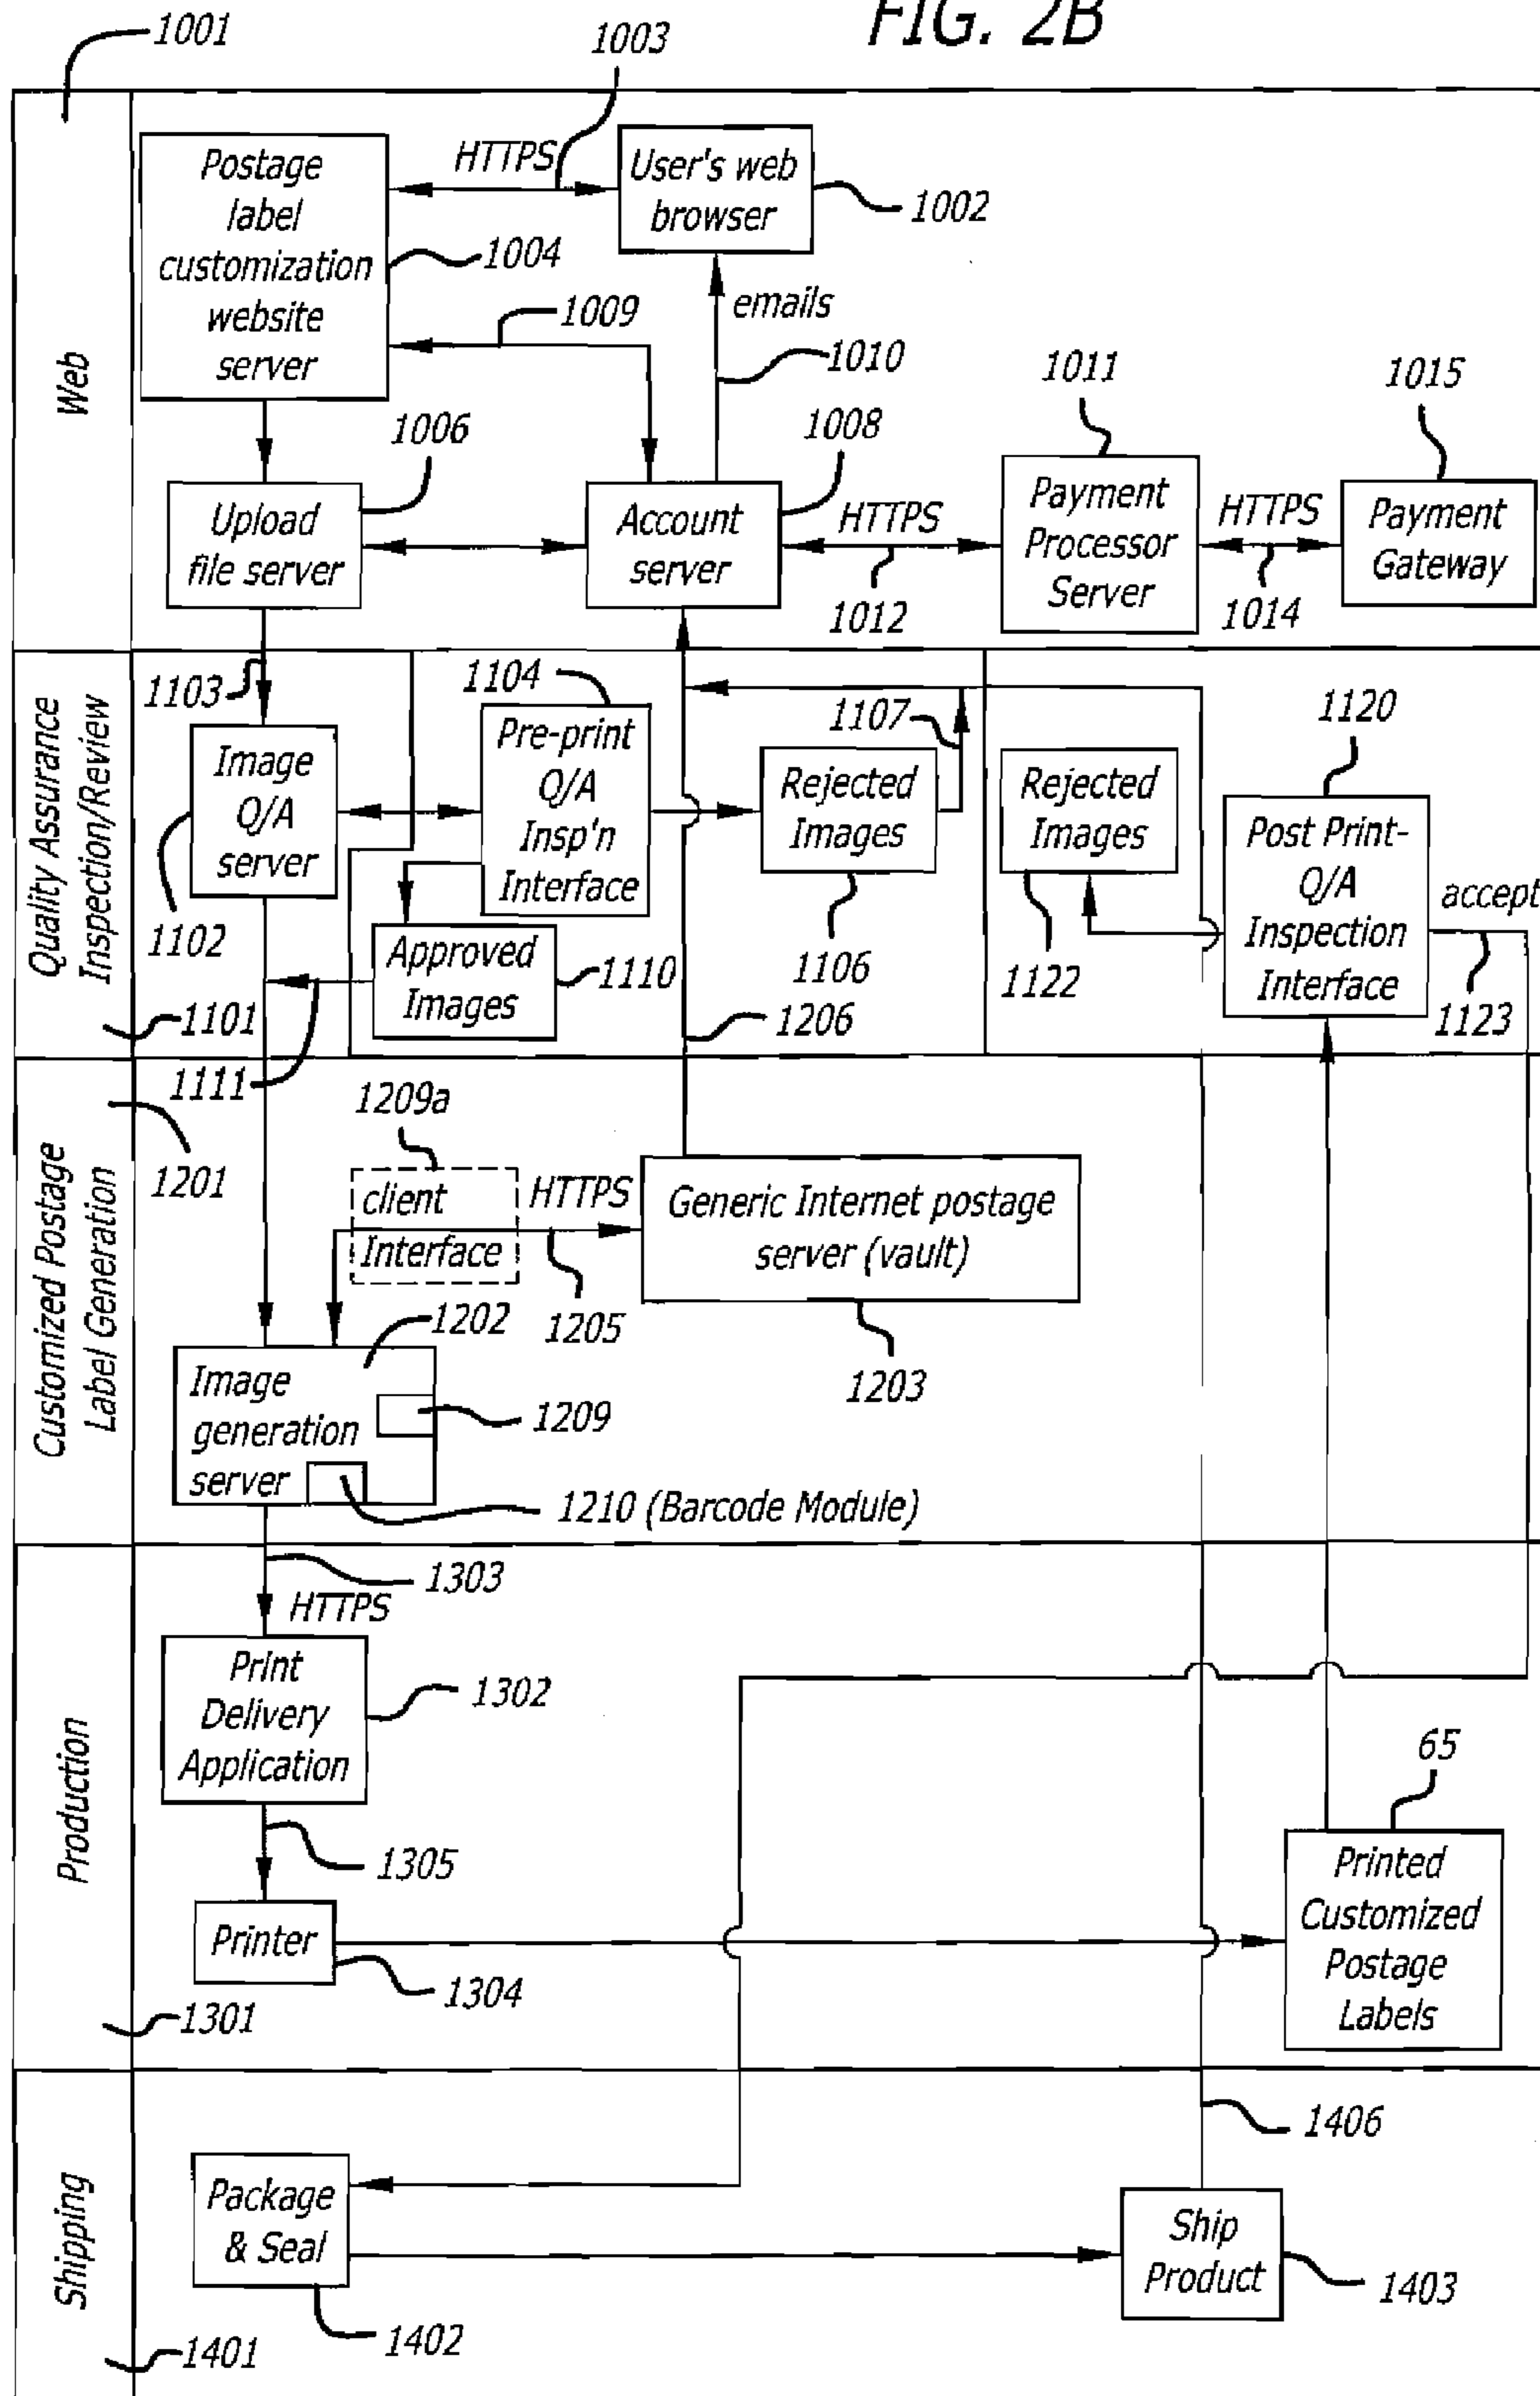 FIG. 2B
1001
1003
Web
Postage
label
customization
website
server
HTTPS
User's web
browser
1002
1004
1009
emails
1010
1006
1008
1011
1015
Upload
file server
Account
server
HTTPS
1012
Payment
Processor
Server
HTTPS
1014
Payment
Gateway
Quality Assurance
Inspection/Review
1101
1103
1104
1107
1120
Image
Q/A
server
1102
Pre-print
Q/A
Insp'n
Interface
Rejected
Images
1106
Rejected
Images
1122
Post Print-
Q/A
Inspection
Interface
accept
1123
Approved
Images
1110
1206
1111
Customized Postage
Label Generation
1201
1209a
client
Interface
HTTPS
1205
Generic Internet postage
server (vault)
1203
1202
Image
generation
server
1209
1210 (Barcode Module)
Production
1301
1303
HTTPS
Print
Delivery
Application
1302
1305
65
Printer
1304
Printed
Customized
Postage
Labels
Shipping
1401
1406
Package
& Seal
1402
Ship
Product
1403